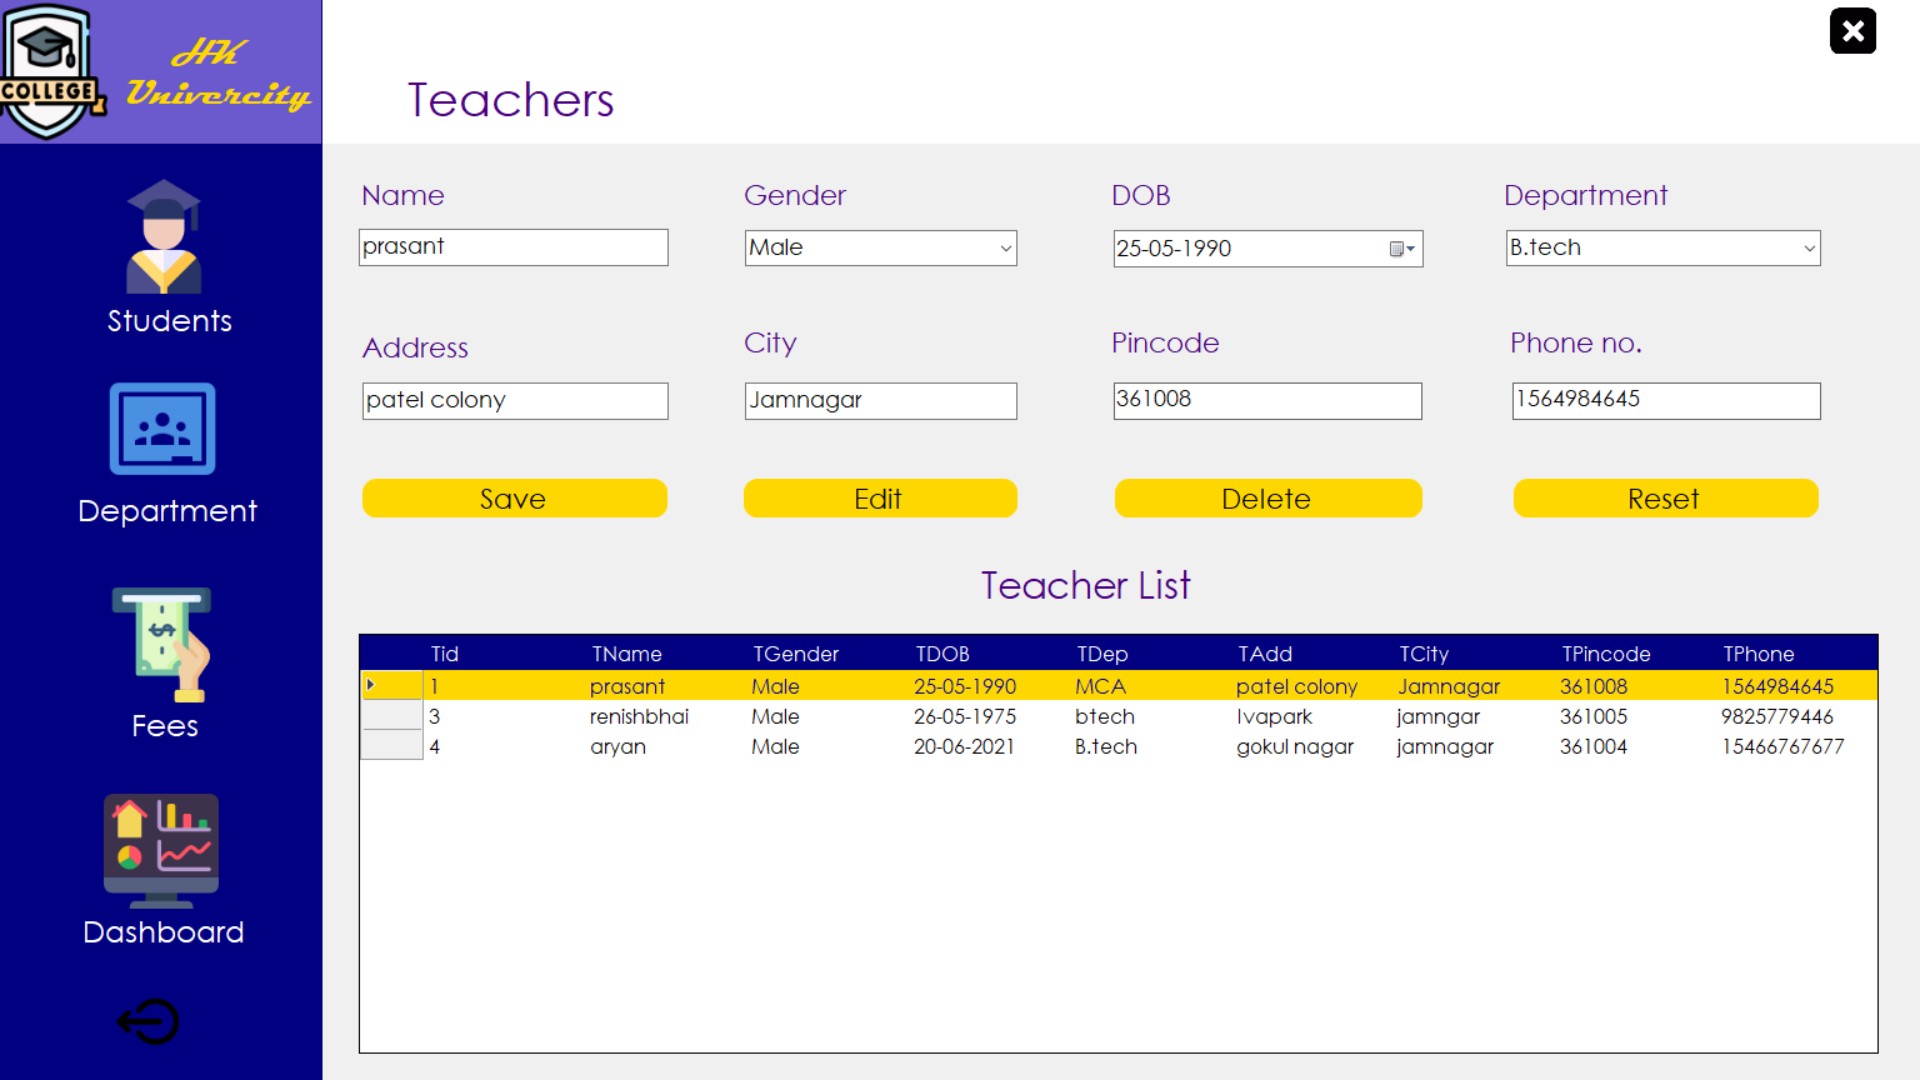 COLLEGE
HK
Univercity
Teachers
Students
Department
Fees
Dashboard
Name Gender DOB Department
prasant Male 25-05-1990 B.tech
Address City Pincode Phone no.
patel colony Jamnagar 361008 1564984645
Save Edit Delete Reset
Teacher List
Tid TName TGender TDOB TDep TAdd TCity TPincode TPhone
1 prasant Male 25-05-1990 MCA patel colony Jamnagar 361008 1564984645
3 renishbhai Male 26-05-1975 btech lvapark jamngar 361005 9825779446
4 aryan Male 20-06-2021 B.tech gokul nagar jamnagar 361004 15466767677